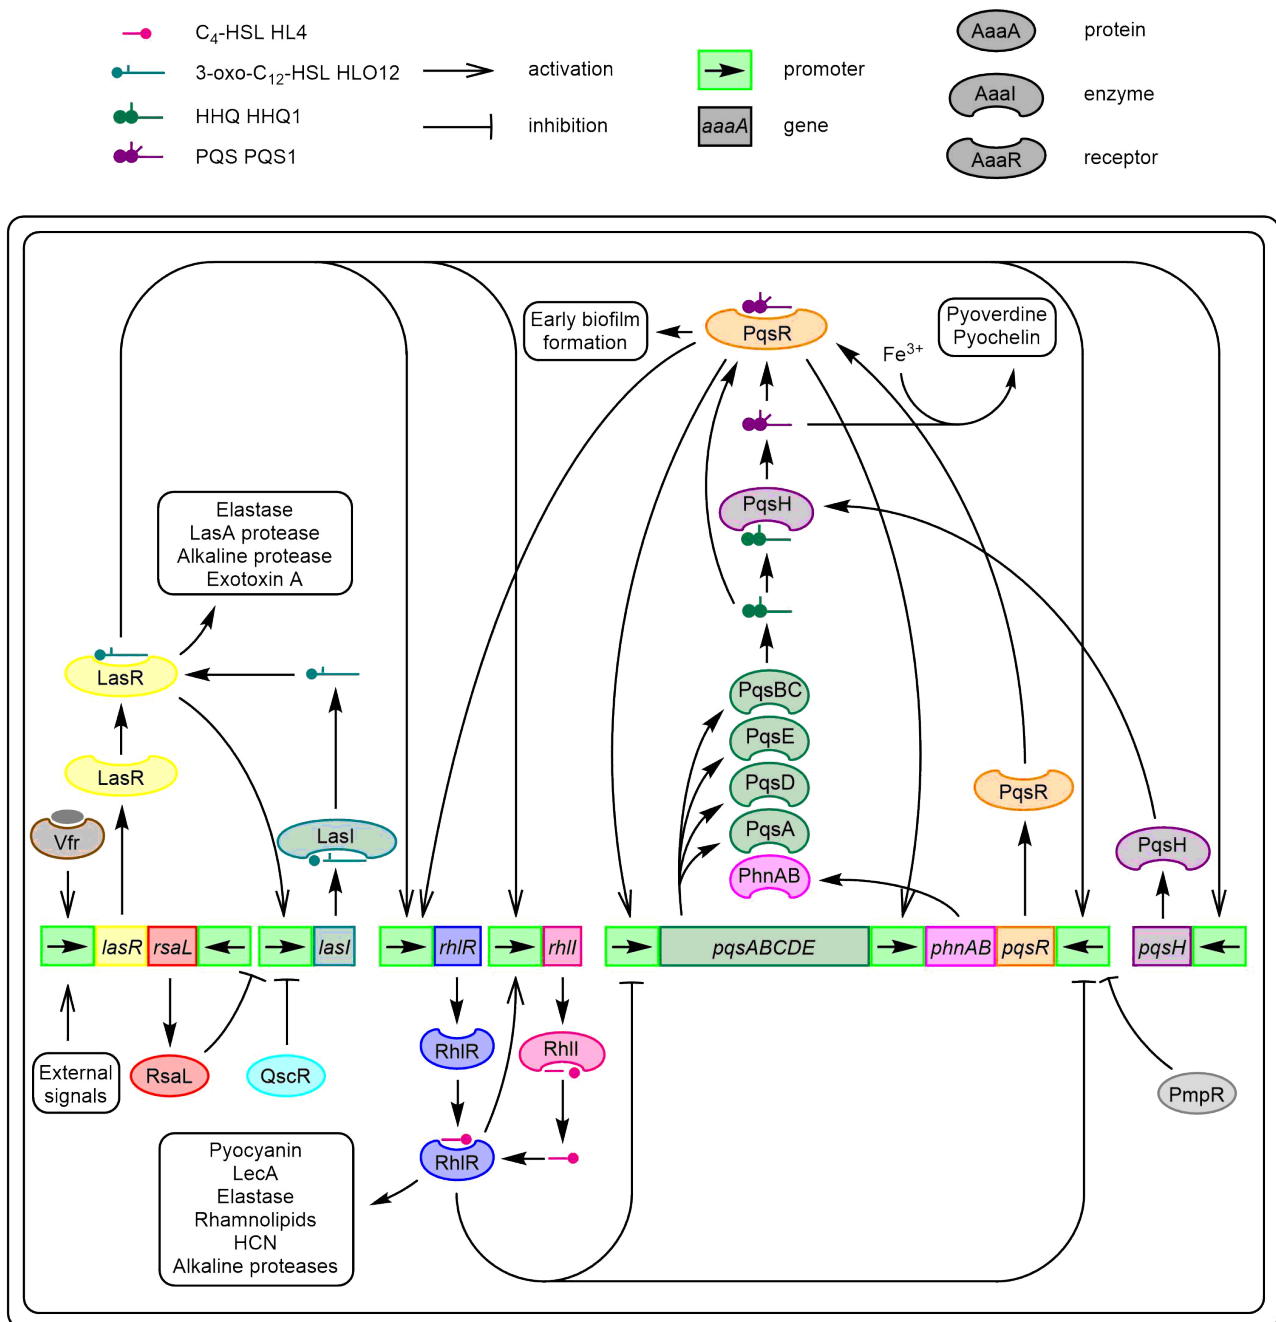 C4-HSL HL4
3-oxo-C12-HSL HLO12
HHQ HHQ1
PQS PQS1
activation
inhibition
promoter
aaaA
gene
AaaA
protein
AaaI
enzyme
AaaR
receptor
Early biofilm
formation
PqsR
Pyoverdine
Pyochelin
Fe3+
Elastase
LasA protease
Alkaline protease
Exotoxin A
PqsH
LasR
PqsBC
PqsE
PqsD
PqsA
PhnAB
LasR
Vfr
LasI
PqsR
PqsH
lasR
rsaL
lasI
rhlR
rhlI
pqsABCDE
phnAB
pqsR
pqsH
External
signals
RsaL
QscR
RhlR
RhlI
PmpR
RhlR
Pyocyanin
LecA
Elastase
Rhamnolipids
HCN
Alkaline proteases